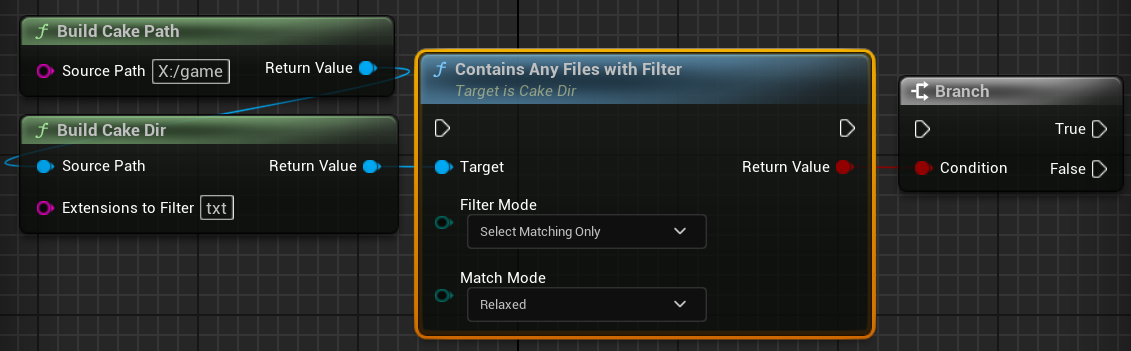 Build Cake Path
Source Path X:/game Return Value
Build Cake Dir
Source Path Return Value
Extensions to Filter txt
Contains Any Files with Filter
Target is Cake Dir
Target Return Value
Filter Mode
Select Matching Only
Match Mode
Relaxed
Branch
True
Condition False